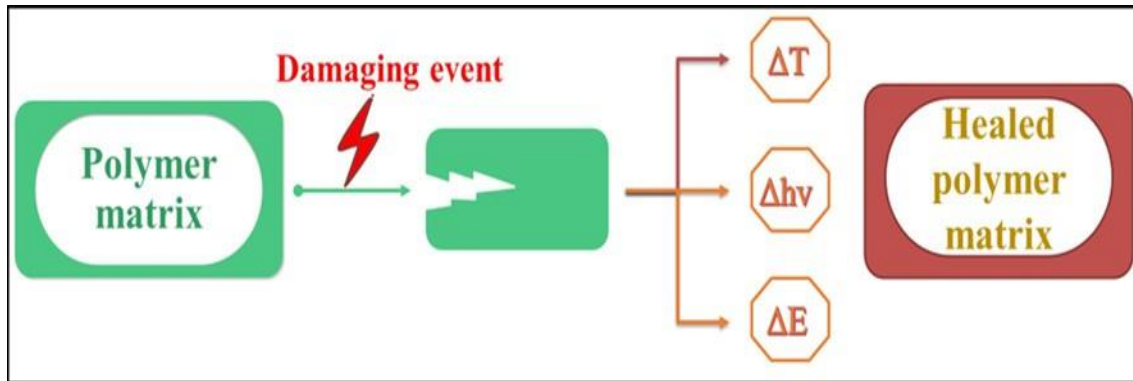 Damaging event
Polymer
matrix
ΔT
Δhv
ΔE
Healed
polymer
matrix